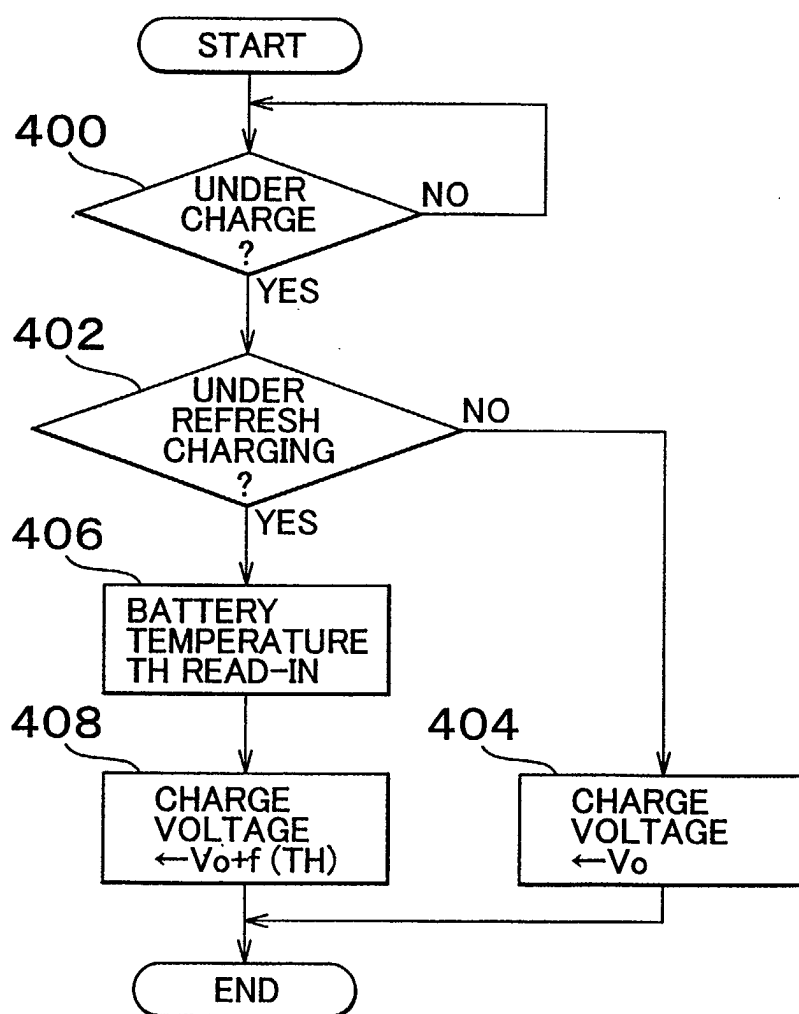 START
400
UNDER
CHARGE
?
NO
YES
402
UNDER
REFRESH
CHARGING
?
NO
YES
406
BATTERY
TEMPERATURE
TH READ-IN
408
CHARGE
VOLTAGE
←Vo+f (TH)
404
CHARGE
VOLTAGE
←Vo
END